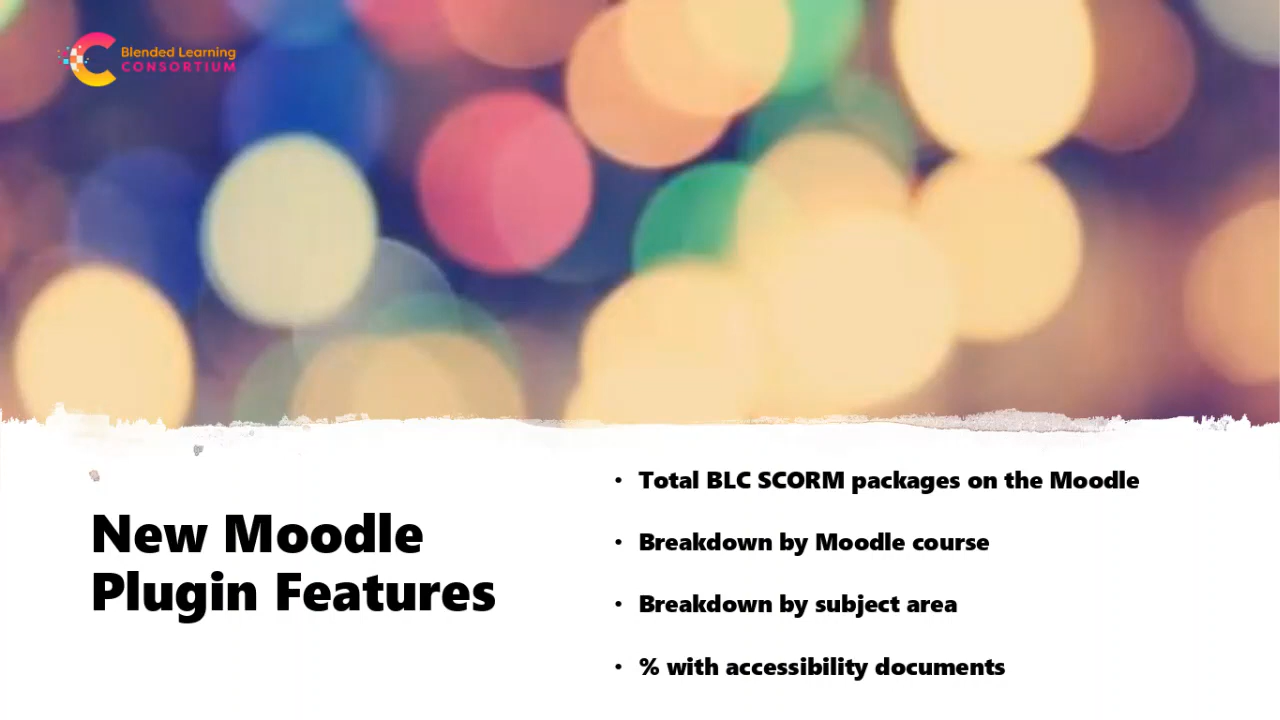 Blended Learning
CONSORTIUM
New Moodle
Plugin Features
• Total BLC SCORM packages on the Moodle
• Breakdown by Moodle course
• Breakdown by subject area
• % with accessibility documents